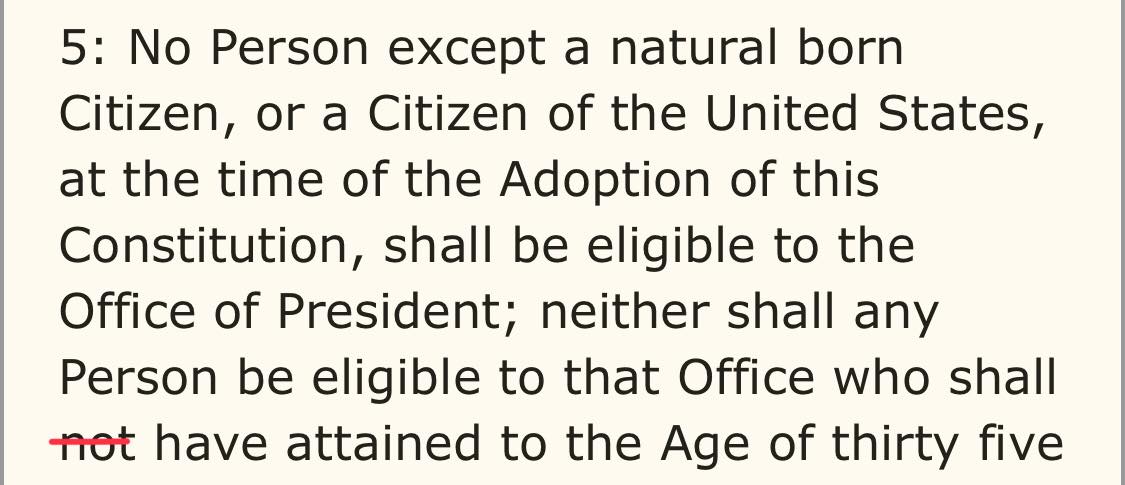 5: No Person except a natural born
Citizen, or a Citizen of the United States,
at the time of the Adoption of this
Constitution, shall be eligible to the
Office of President; neither shall any
Person be eligible to that Office who shall
not have attained to the Age of thirty five